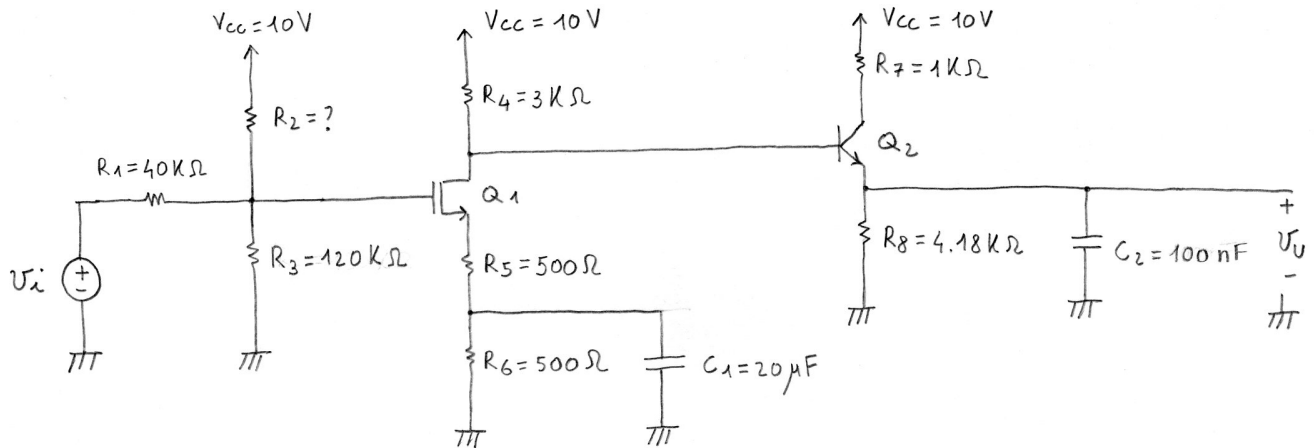 Vcc=10V
R2=?
R1=40KΩ
R3=120KΩ
vi
+
-
Vcc=10V
R4=3KΩ
Q1
R5=500Ω
R6=500Ω
C1=20μF
Vcc=10V
R7=1KΩ
Q2
R8=4.18KΩ
C2=100nF
+
vu
-